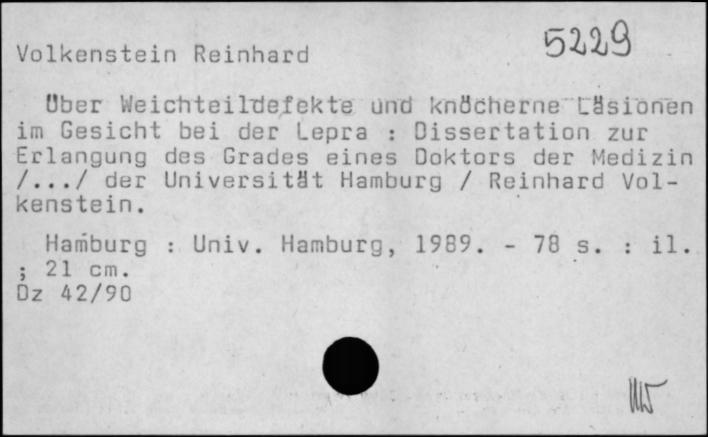 5229
Volkenstein Reinhard
Über Weichteildefekte und knöcherne Läsionen
im Gesicht bei der Lepra : Dissertation zur
Erlangung des Grades eines Doktors der Medizin
/.../ der Universität Hamburg / Reinhard Vol-
kenstein.
Hamburg : Univ. Hamburg, 1989. - 78 s. : il.
; 21 cm.
Dz 42/90